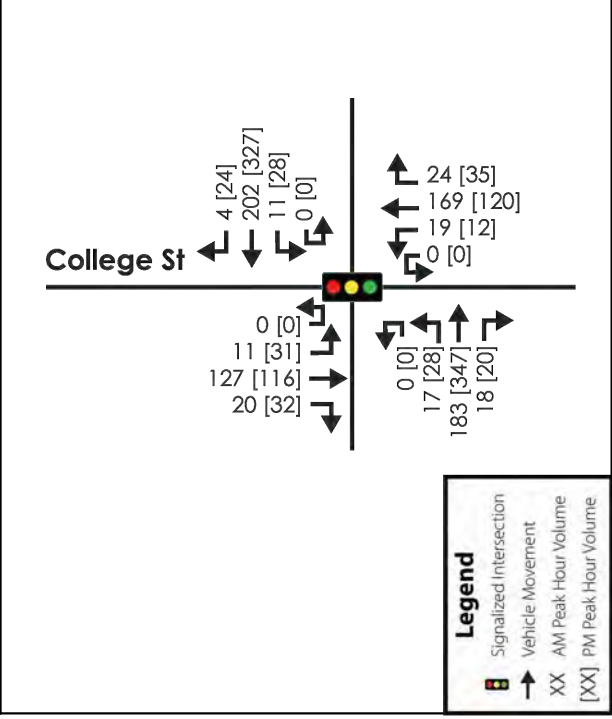 4 [24]
202 [327]
11 [28]
0 [0]
24 [35]
169 [120]
19 [12]
0 [0]
College St
0 [0]
11 [31]
127 [116]
20 [32]
0 [0]
17 [28]
183 [347]
18 [20]
Legend
Signalized Intersection
Vehicle Movement
XX AM Peak Hour Volume
[XX] PM Peak Hour Volume